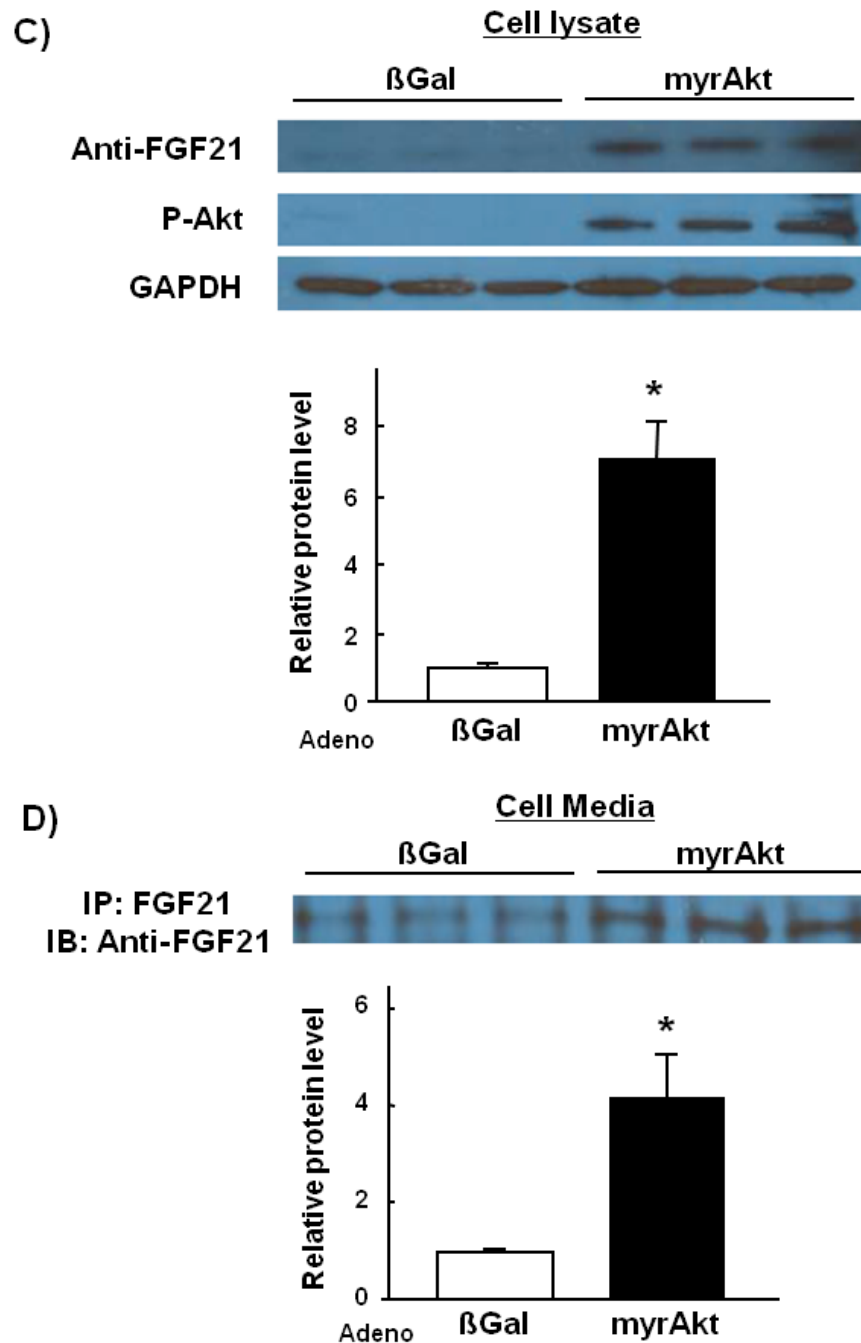 C)
Cell lysate
ßGal myrAkt
Anti-FGF21
P-Akt
GAPDH
Relative protein level
8
6
4
2
0
*
Adeno ßGal myrAkt
D)
Cell Media
ßGal myrAkt
IP: FGF21
IB: Anti-FGF21
Relative protein level
6
4
2
0
*
Adeno ßGal myrAkt